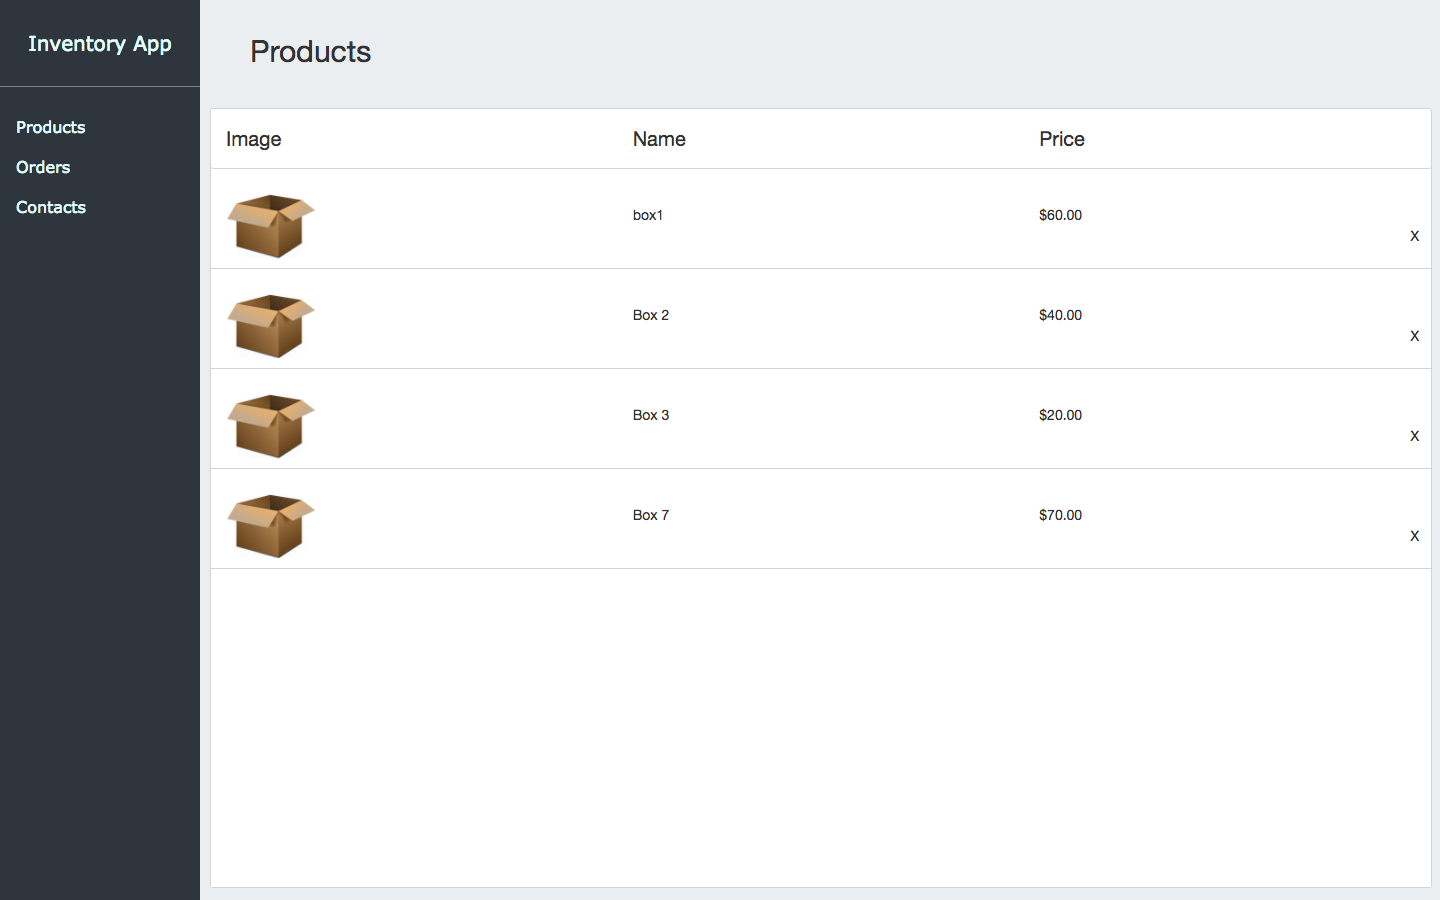 Inventory App
Products
Orders
Contacts
Products
Image Name Price
box1 $60.00
X
Box 2 $40.00
X
Box 3 $20.00
X
Box 7 $70.00
X